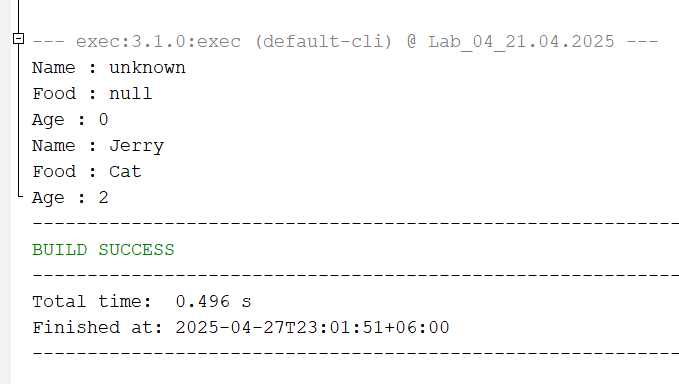 --- exec:3.1.0:exec (default-cli) @ Lab_04_21.04.2025 ---
Name : unknown
Food : null
Age : 0
Name : Jerry
Food : Cat
Age : 2
------------------------------------------------------------
BUILD SUCCESS
------------------------------------------------------------
Total time:  0.496 s
Finished at: 2025-04-27T23:01:51+06:00
------------------------------------------------------------